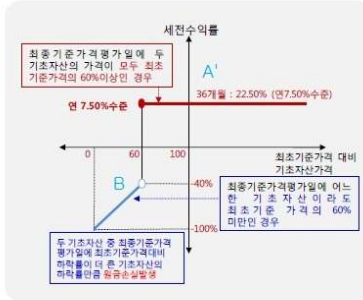 세전수익률
최종기준가격평가일에 두
기초자산의 가격이 모두 최초
기준가격의 60%이상인 경우
A'
36개월 : 22.50% (연7.50%수준)
연 7.50%수준
0
60
100
최초기준가격 대비
기초자산가격
B
-40%
최종기준가격평가일에 어느
한 기초자산이라도
최초기준 가격의 60%
미만인 경우
-100%
두 기초자산 중 최종기준가격
평가일에 최초기준가격대비
하락률이 더 큰 기초자산의
하락률만큼 원금손실발생